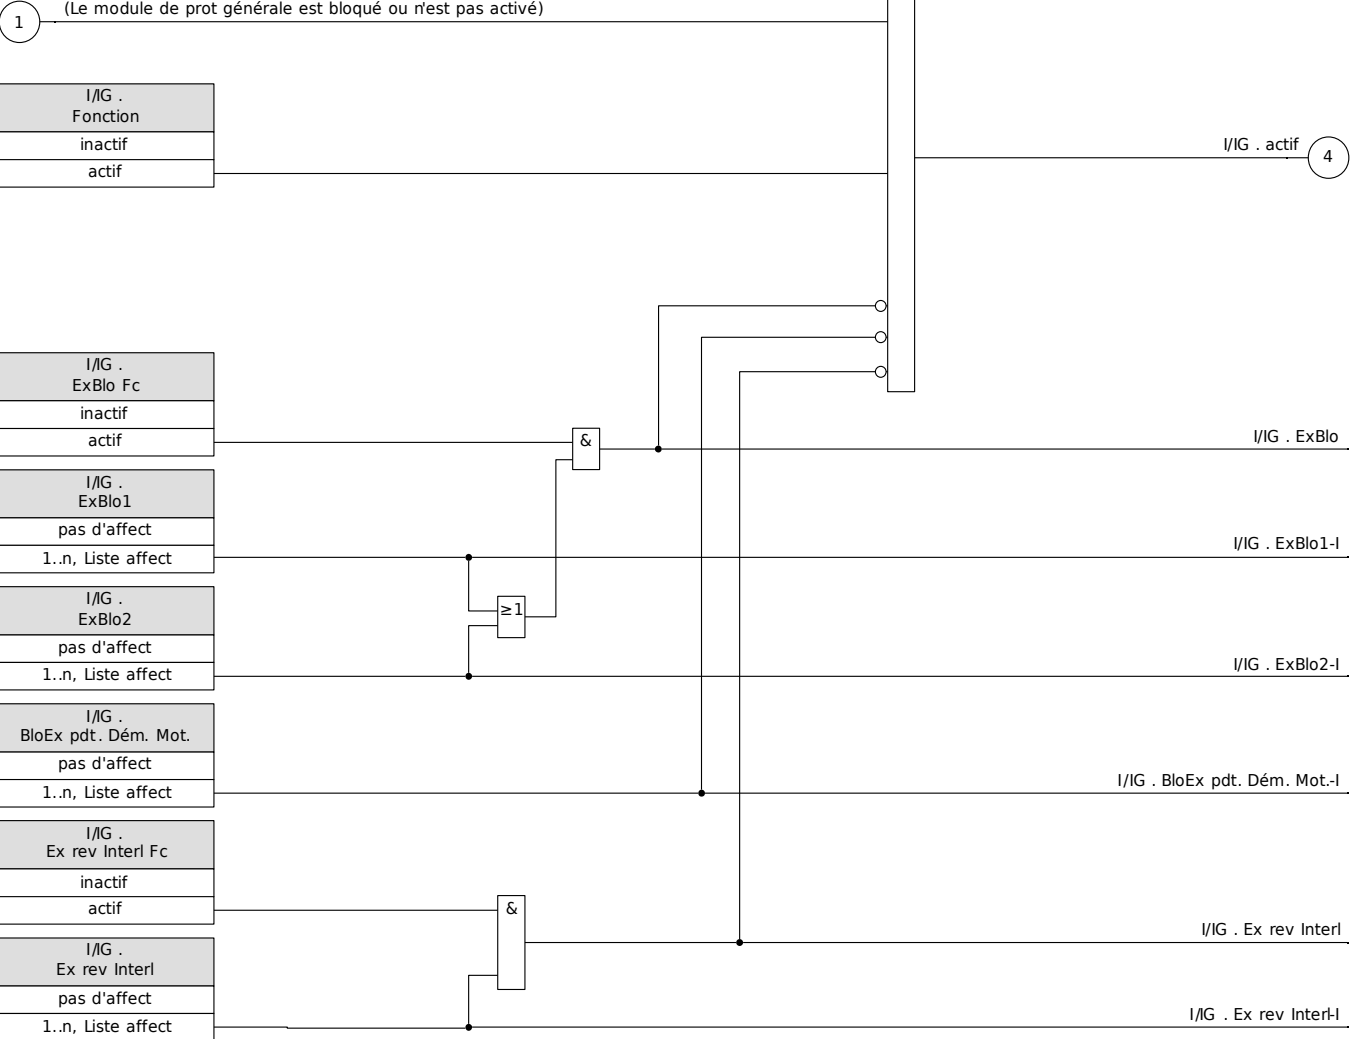 (Le module de prot générale est bloqué ou n'est pas activé)
1
I/IG .
Fonction
inactif
actif
I/IG . actif
4
I/IG .
ExBlo Fc
inactif
actif
&
I/IG . ExBlo
I/IG .
ExBlo1
pas d'affect
1..n, Liste affect
I/IG . ExBlo1-I
I/IG .
ExBlo2
pas d'affect
1..n, Liste affect
≥1
I/IG . ExBlo2-I
I/IG .
BloEx pdt. Dém. Mot.
pas d'affect
1..n, Liste affect
I/IG . BloEx pdt. Dém. Mot.-I
I/IG .
Ex rev Interl Fc
inactif
actif
&
I/IG . Ex rev Interl
I/IG .
Ex rev Interl
pas d'affect
1..n, Liste affect
I/IG . Ex rev Interl-I